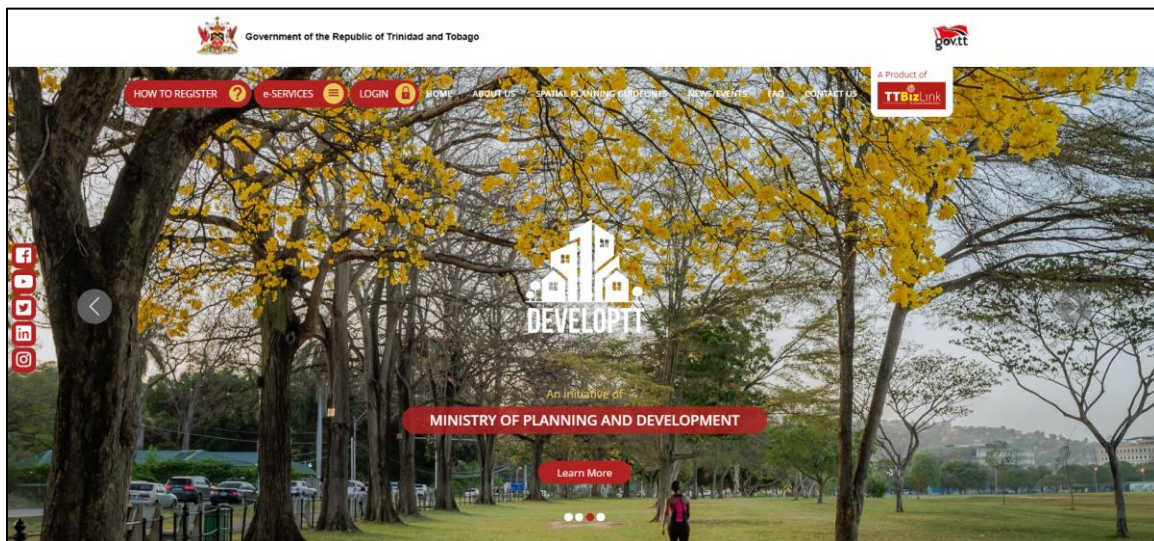 Government of the Republic of Trinidad and Tobago
gov.tt
HOW TO REGISTER ?
e-SERVICES
LOGIN
HOME
ABOUT US
SPATIAL PLANNING GUIDELINES
NEWS/EVENTS
FAQ
CONTACT US
A Product of
TTBizLink
DEVELOPTT
An initiative of
MINISTRY OF PLANNING AND DEVELOPMENT
Learn More